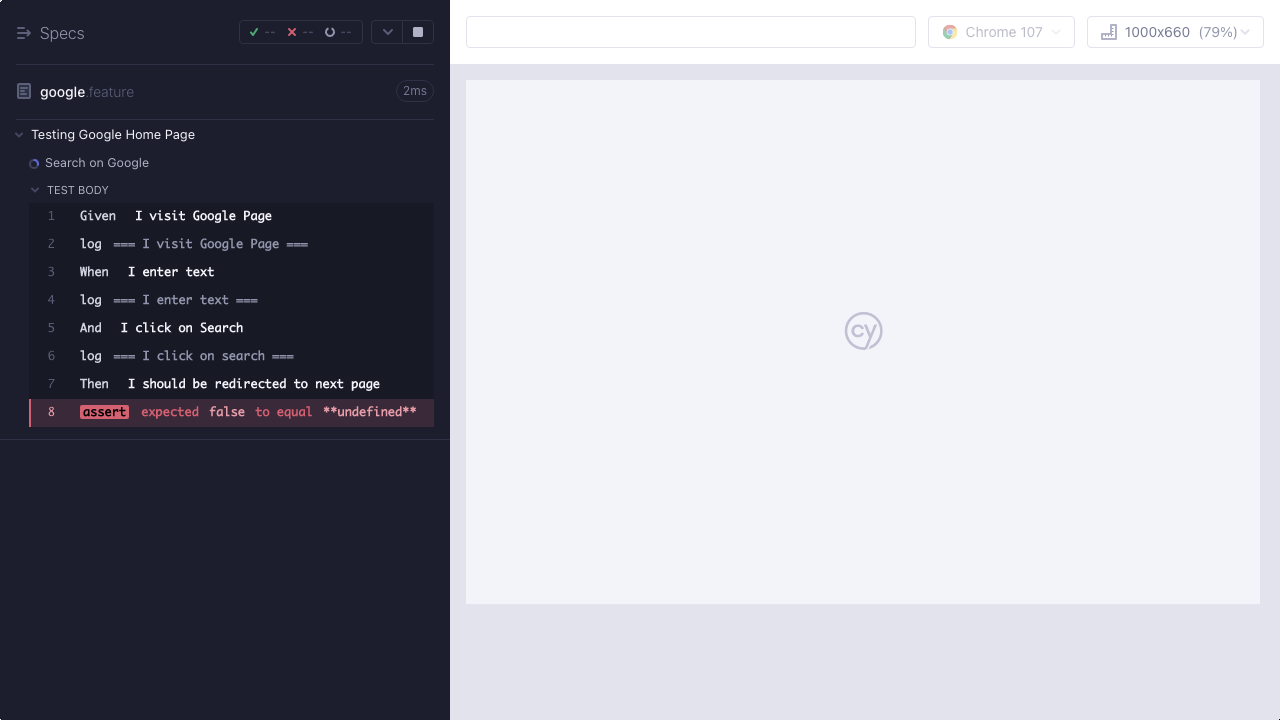 Specs -- -- --
google.feature 2ms
Testing Google Home Page
Search on Google
TEST BODY
1 Given I visit Google Page
2 log === I visit Google Page ===
3 When I enter text
4 log === I enter text ===
5 And I click on Search
6 log === I click on search ===
7 Then I should be redirected to next page
8 assert expected false to equal **undefined**
Chrome 107 1000x660 (79%)
cy